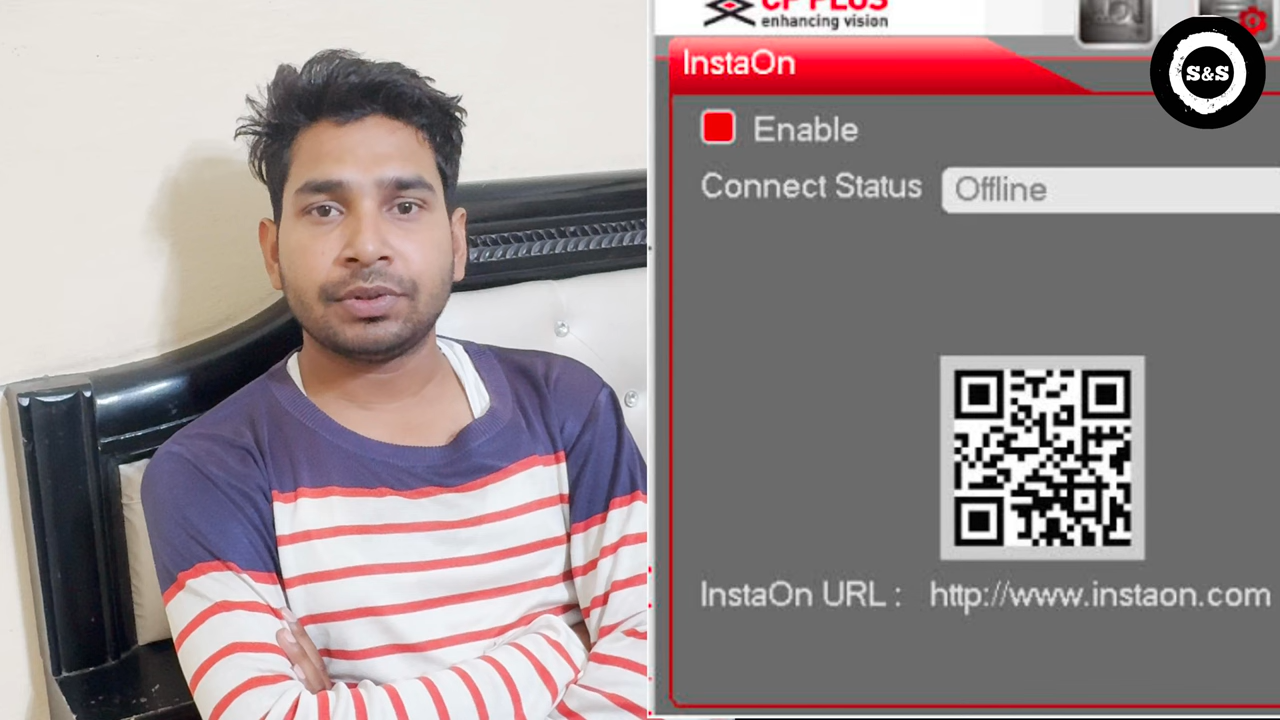 CP PLUS
enhancing vision
S&S
InstaOn
Enable
Connect Status Offline
InstaOn URL : http://www.instaon.com